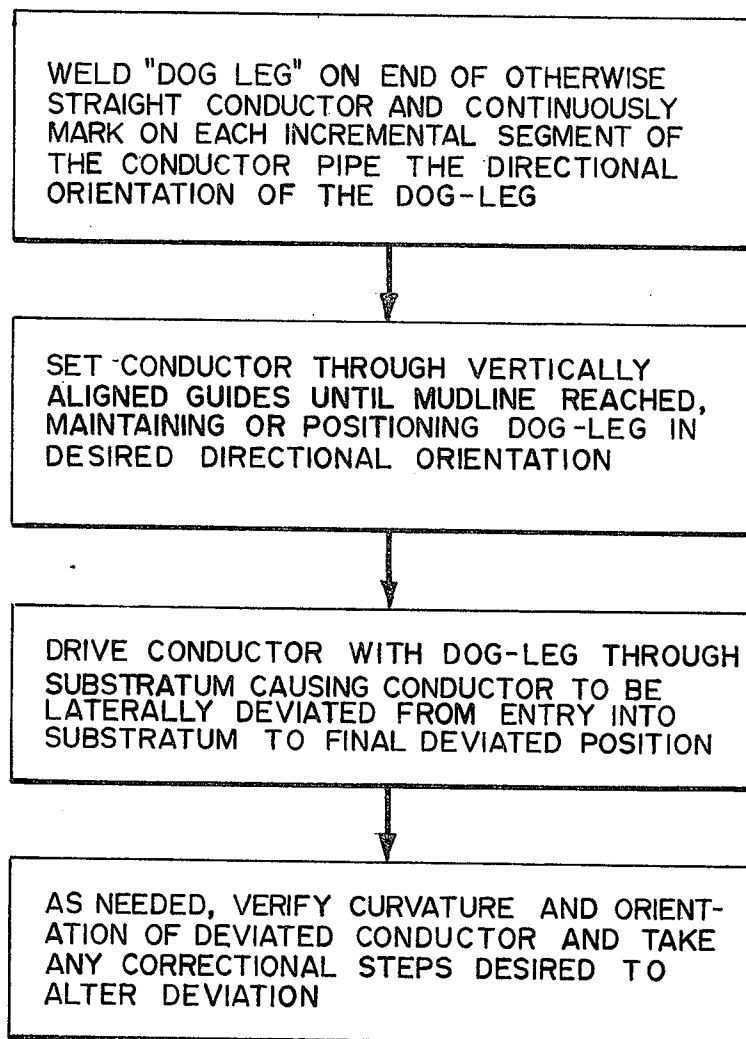 WELD "DOG LEG" ON END OF OTHERWISE
STRAIGHT CONDUCTOR AND CONTINUOUSLY
MARK ON EACH INCREMENTAL SEGMENT OF
THE CONDUCTOR PIPE THE DIRECTIONAL
ORIENTATION OF THE DOG-LEG
SET CONDUCTOR THROUGH VERTICALLY
ALIGNED GUIDES UNTIL MUDLINE REACHED,
MAINTAINING OR POSITIONING DOG-LEG IN
DESIRED DIRECTIONAL ORIENTATION
DRIVE CONDUCTOR WITH DOG-LEG THROUGH
SUBSTRATUM CAUSING CONDUCTOR TO BE
LATERALLY DEVIATED FROM ENTRY INTO
SUBSTRATUM TO FINAL DEVIATED POSITION
AS NEEDED, VERIFY CURVATURE AND ORIENT-
ATION OF DEVIATED CONDUCTOR AND TAKE
ANY CORRECTIONAL STEPS DESIRED TO
ALTER DEVIATION